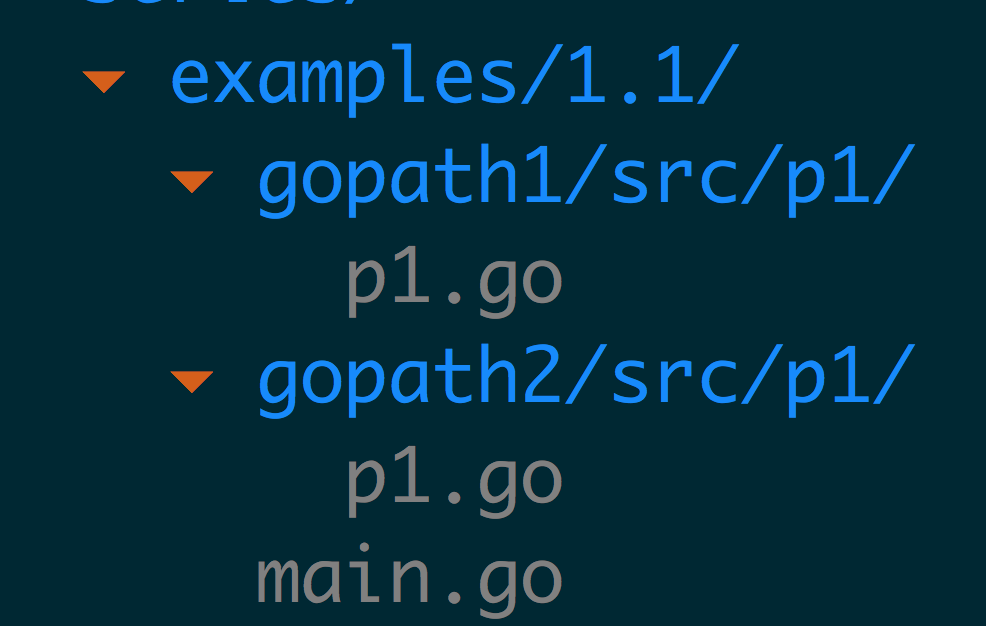 examples/1.1/
gopath1/src/p1/
p1.go
gopath2/src/p1/
p1.go
main.go